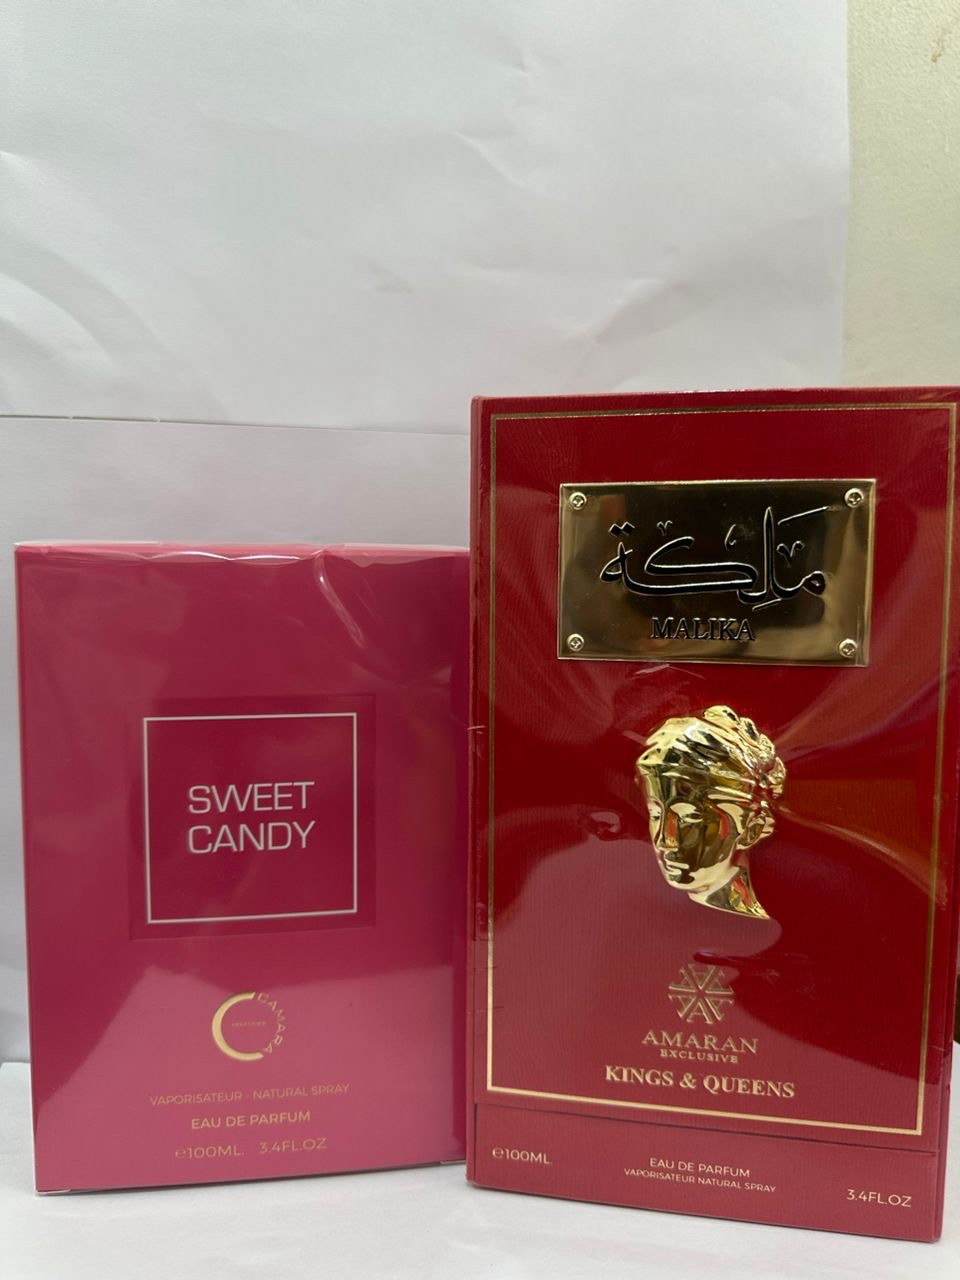 SWEET
CANDY
CAMARA
VAPORISATEUR - NATURAL SPRAY
EAU DE PARFUM
e100ML. 3.4FL.OZ
مَلِكة
MALIKA
AMARAN
EXCLUSIVE
KINGS & QUEENS
e100ML.
EAU DE PARFUM
VAPORISATEUR NATURAL SPRAY
3.4FL.OZ